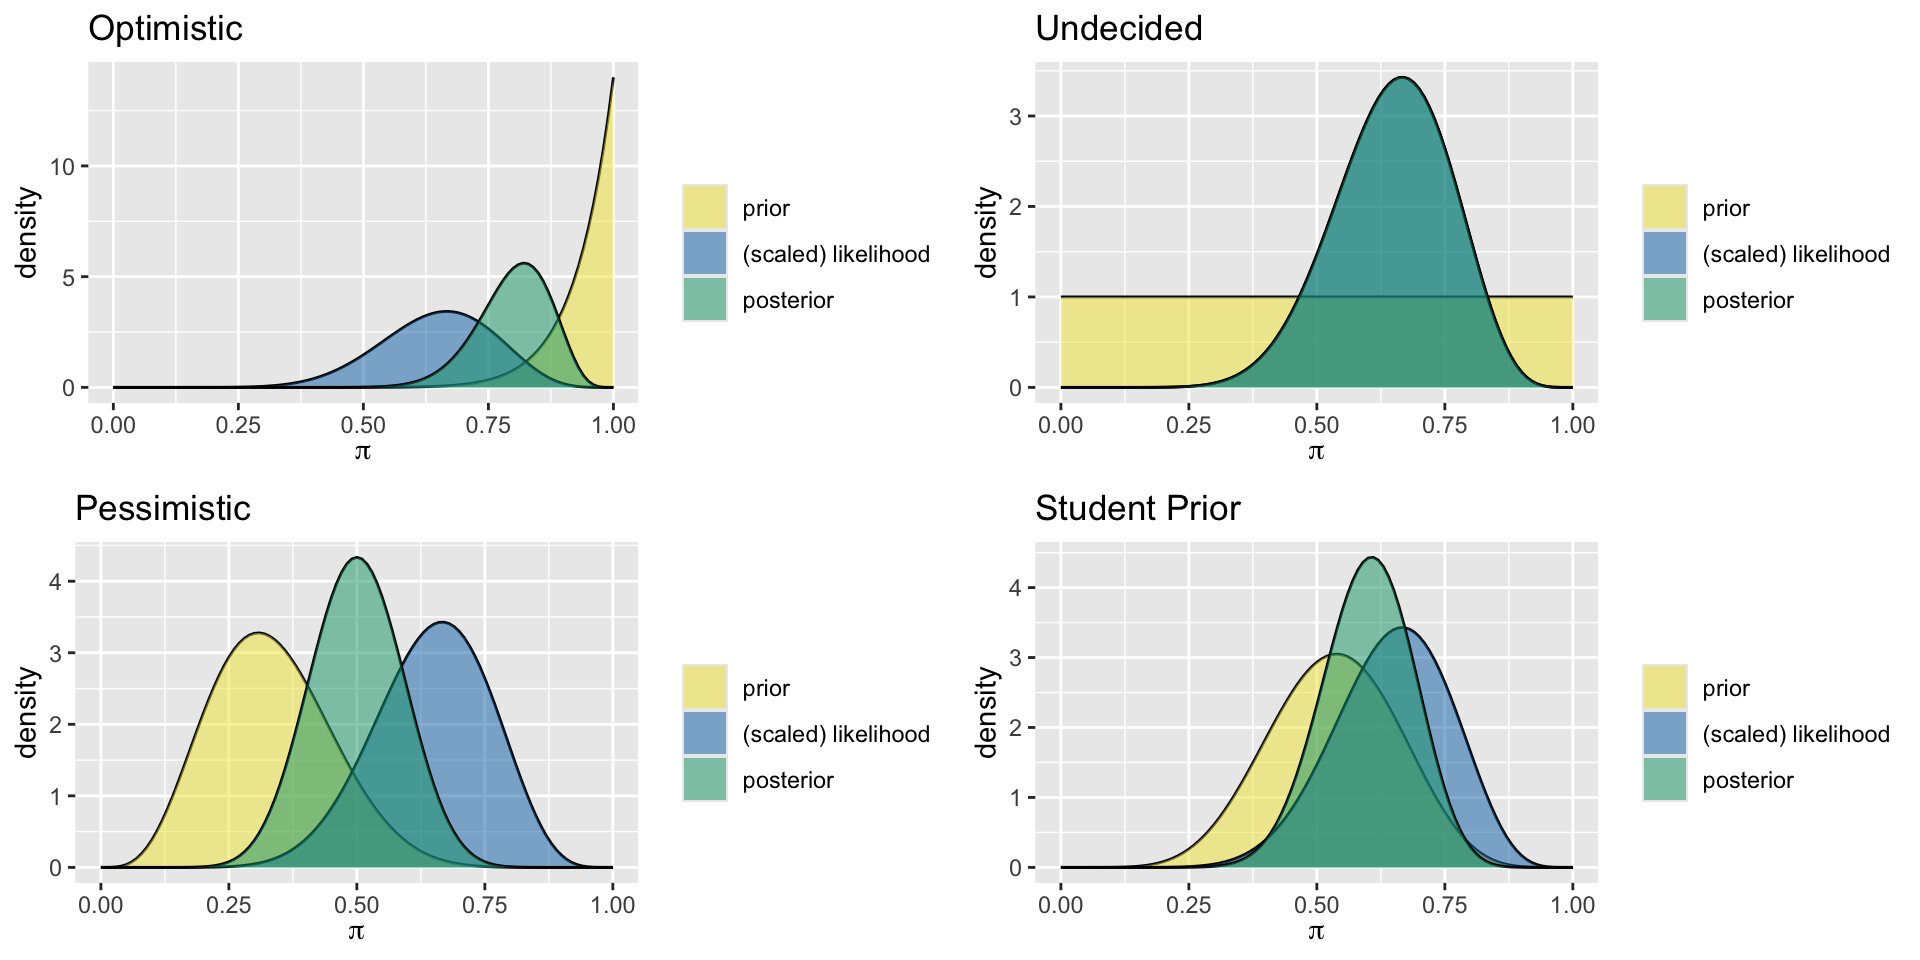 Optimistic
density
10
5
0
0.00 0.25 0.50 0.75 1.00
π
prior
(scaled) likelihood
posterior
Undecided
density
3
2
1
0
0.00 0.25 0.50 0.75 1.00
π
prior
(scaled) likelihood
posterior
Pessimistic
density
4
3
2
1
0
0.00 0.25 0.50 0.75 1.00
π
prior
(scaled) likelihood
posterior
Student Prior
density
4
3
2
1
0
0.00 0.25 0.50 0.75 1.00
π
prior
(scaled) likelihood
posterior